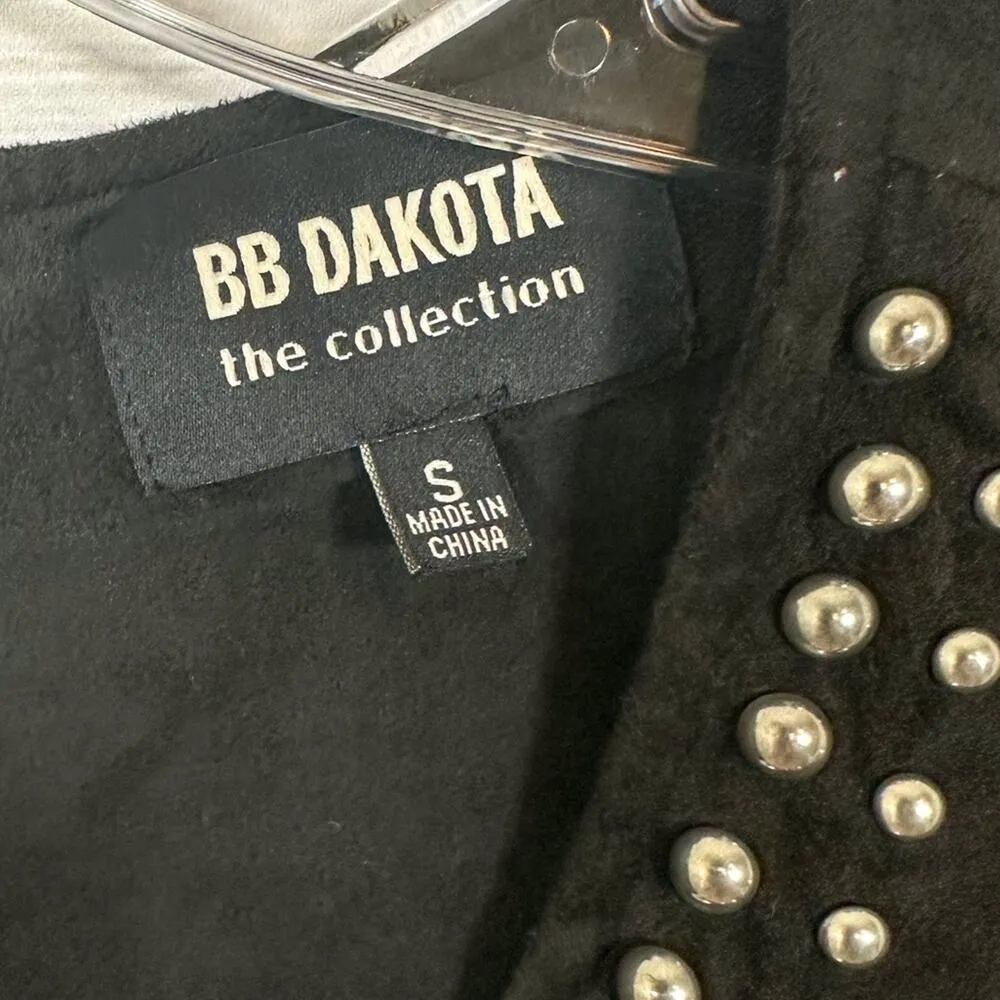 BB DAKOTA
the collection
S
MADE IN
CHINA